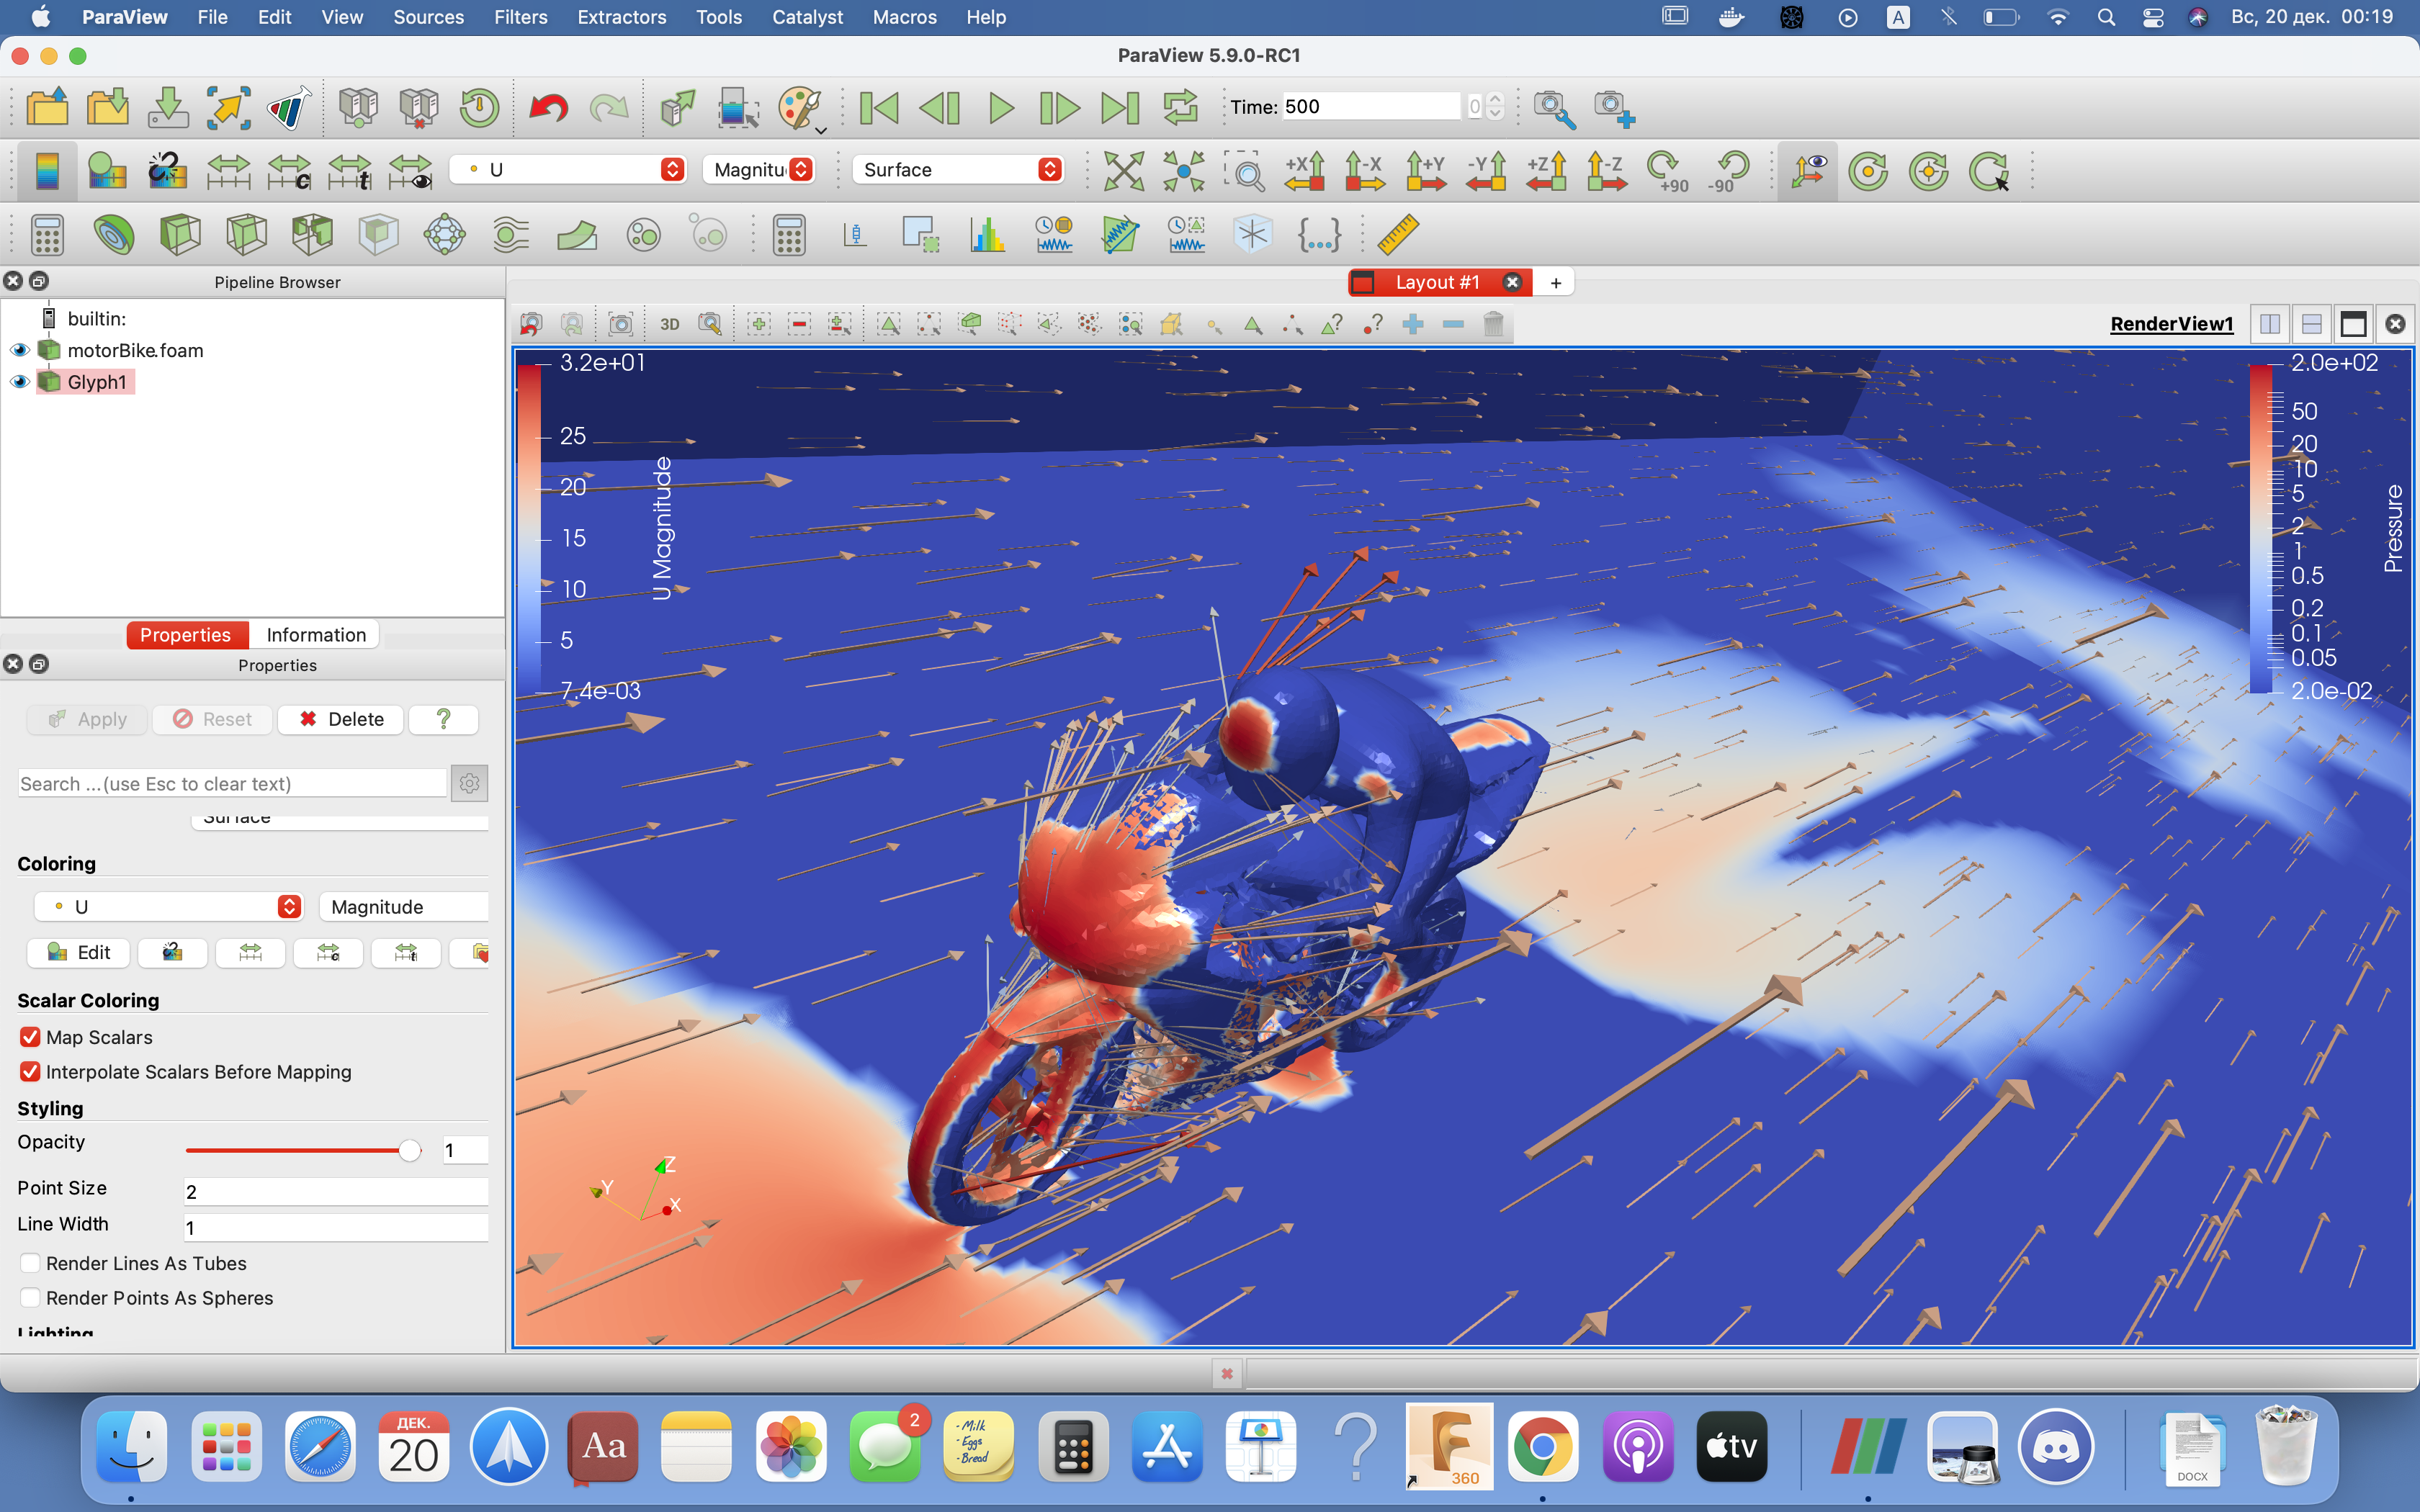 ParaView File Edit View Sources Filters Extractors Tools Catalyst Macros Help A Вс, 20 дек. 00:19
ParaView 5.9.0-RC1
Time: 500 0
U Magnitu Surface +X -X +Y -Y +Z -Z +90 -90
c t
Pipeline Browser
Layout #1 +
builtin:
3D
RenderView1
motorBike.foam
Glyph1
3.2e+01
25
20
15
10
5
7.4e-03
U Magnitude
2.0e+02
50
20
10
5
2
1
0.5
0.2
0.1
0.05
2.0e-02
Pressure
Properties Information
Properties
Apply Reset Delete ?
Search ...(use Esc to clear text)
Surface
Coloring
U Magnitude
Edit c t
Scalar Coloring
Map Scalars
Interpolate Scalars Before Mapping
Styling
Opacity 1
Point Size 2
Line Width 1
Render Lines As Tubes
Render Points As Spheres
Lighting
Z
Y
X
ДЕК.
20
Aa
2
- Milk
- Eggs
- Bread
?
360
tv
DOCX